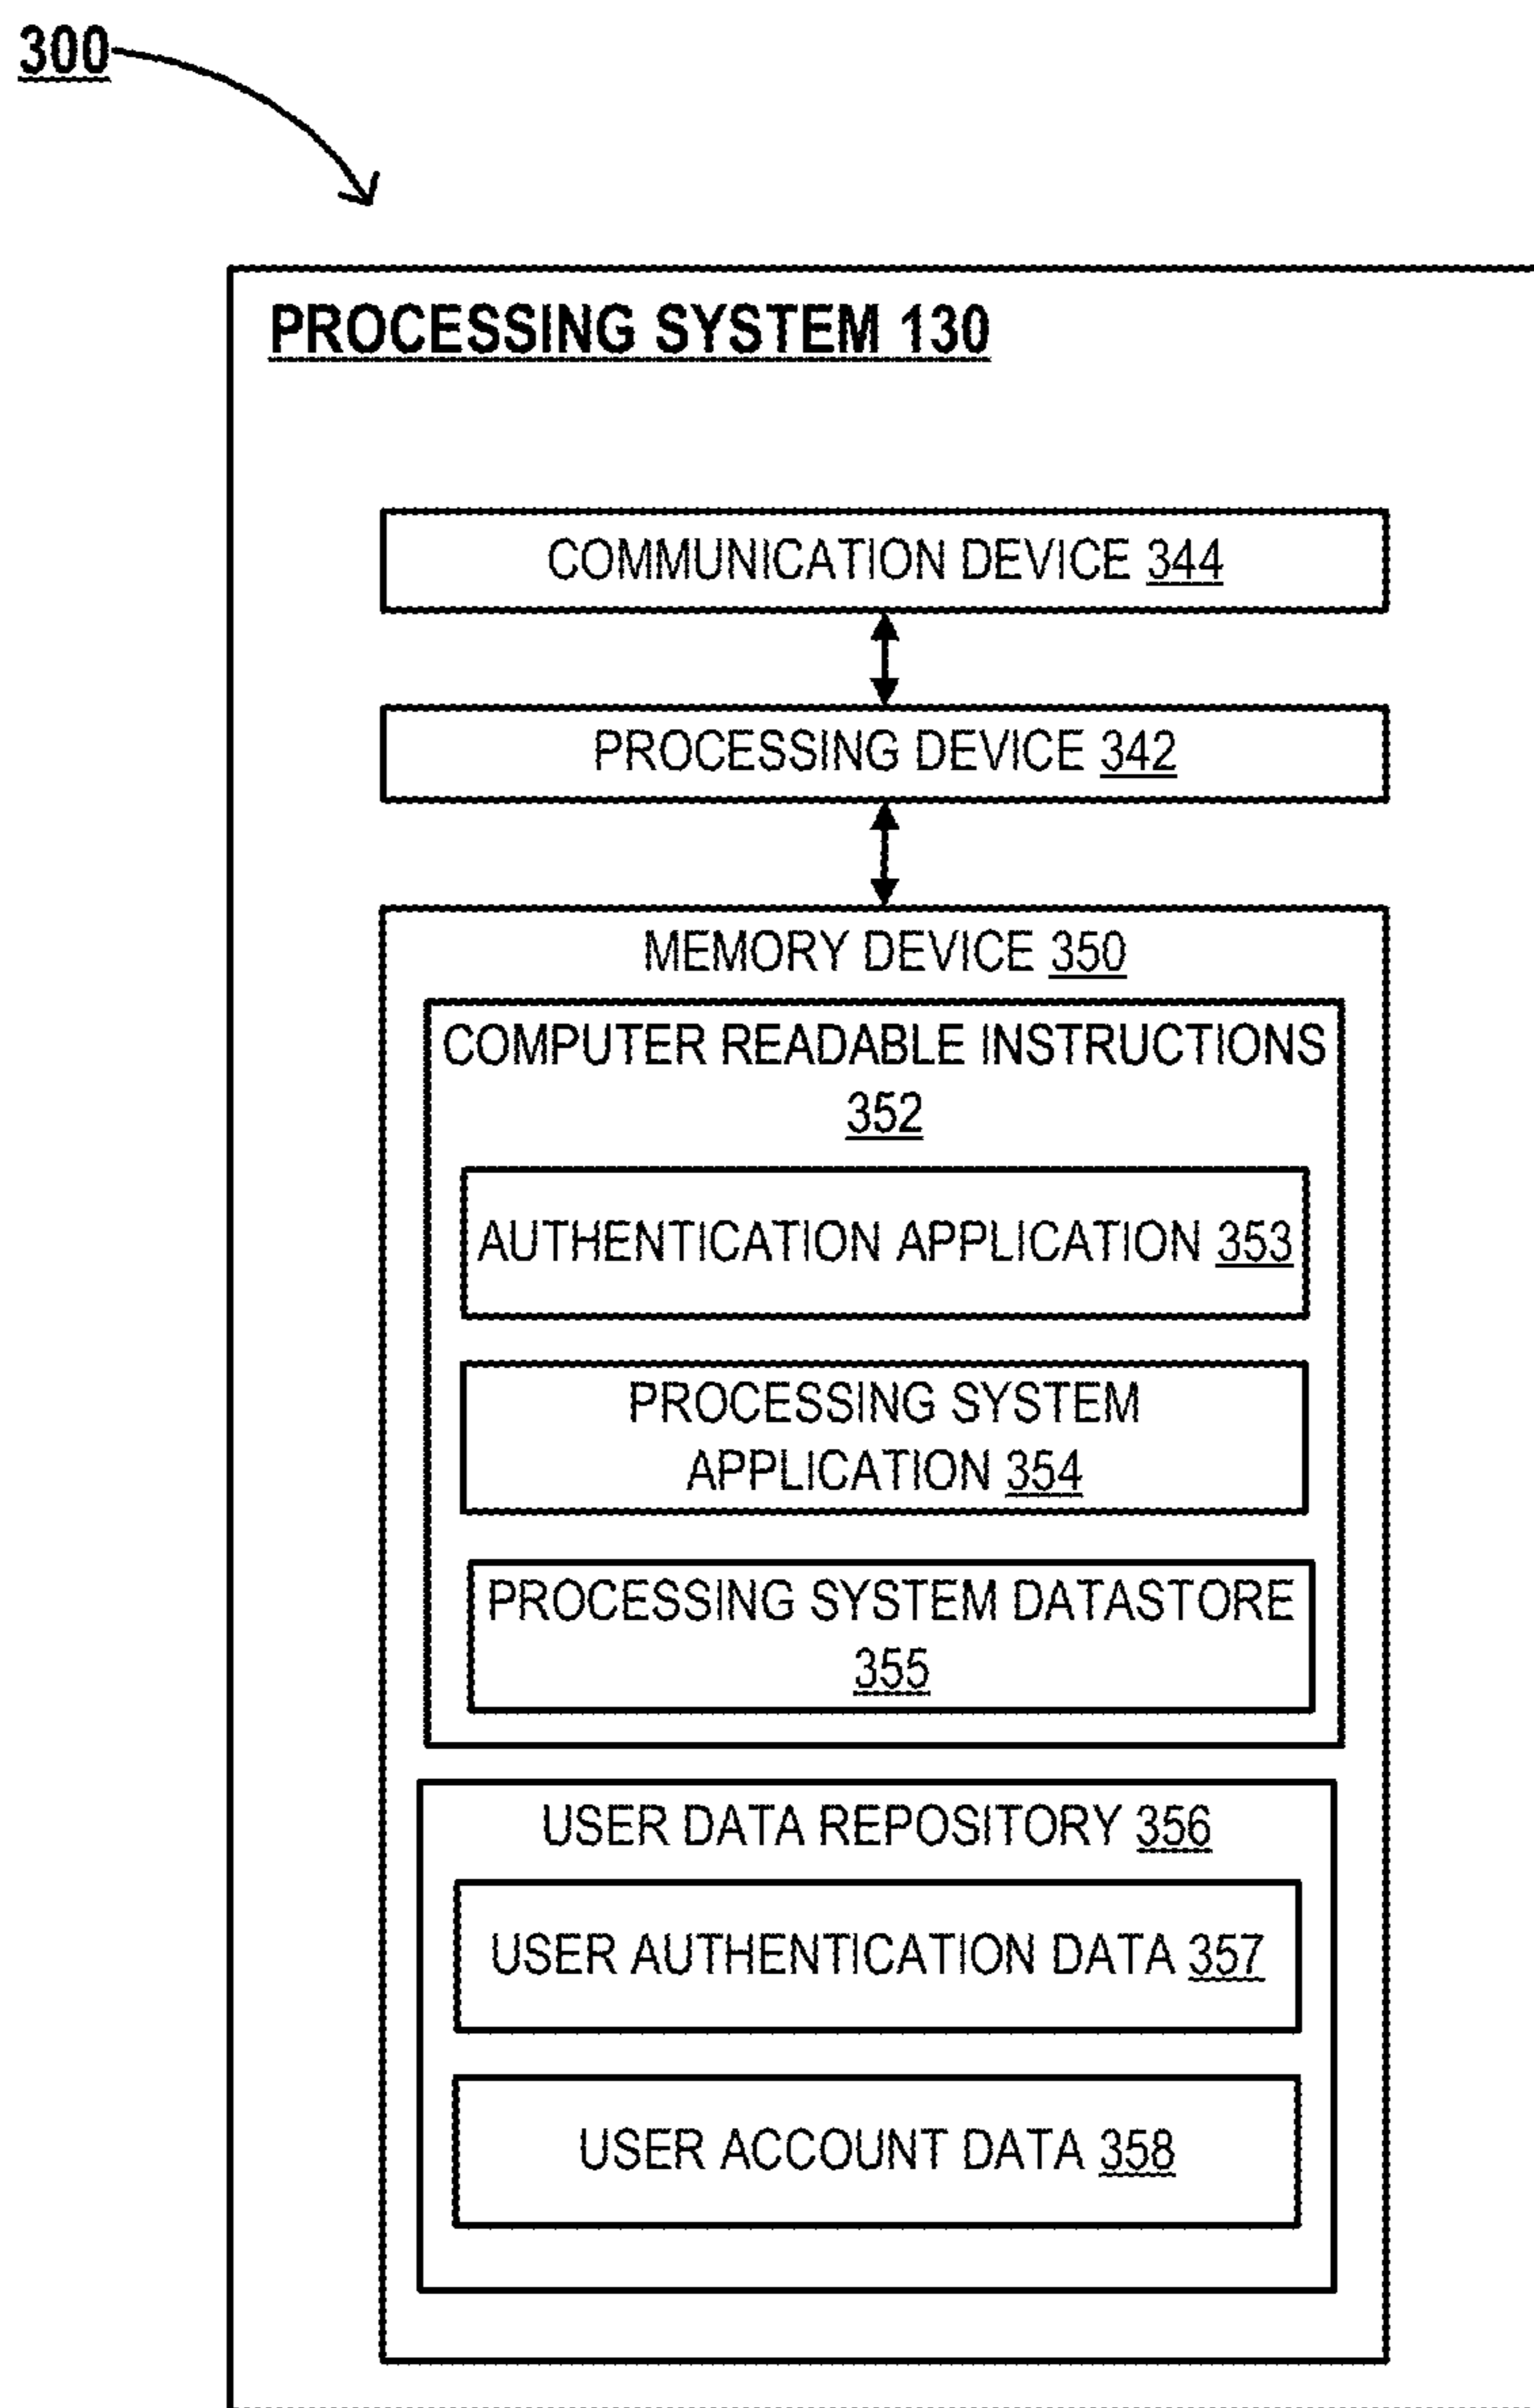 300
PROCESSING SYSTEM 130
COMMUNICATION DEVICE 344
PROCESSING DEVICE 342
MEMORY DEVICE 350
COMPUTER READABLE INSTRUCTIONS
352
AUTHENTICATION APPLICATION 353
PROCESSING SYSTEM
APPLICATION 354
PROCESSING SYSTEM DATASTORE
355
USER DATA REPOSITORY 356
USER AUTHENTICATION DATA 357
USER ACCOUNT DATA 358